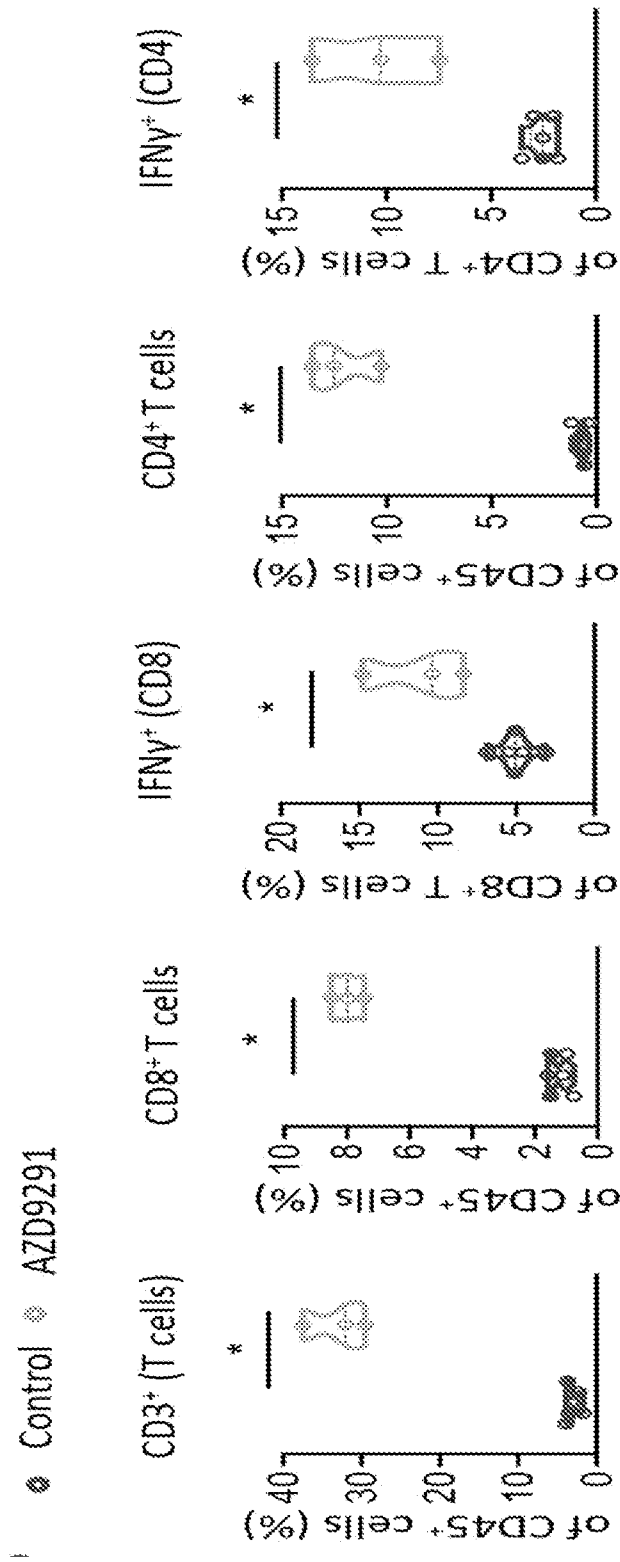 Control AZD9291
CD3⁺ (T cells)
*
40
30
20
10
0
of CD45⁺ cells (%)
CD8⁺T cells
*
10
8
6
4
2
0
of CD45⁺ cells (%)
IFNγ⁺ (CD8)
*
20
15
10
5
0
of CD8⁺ T cells (%)
CD4⁺T cells
*
15
10
5
0
of CD45⁺ cells (%)
IFNγ⁺ (CD4)
*
15
10
5
0
of CD4⁺ T cells (%)